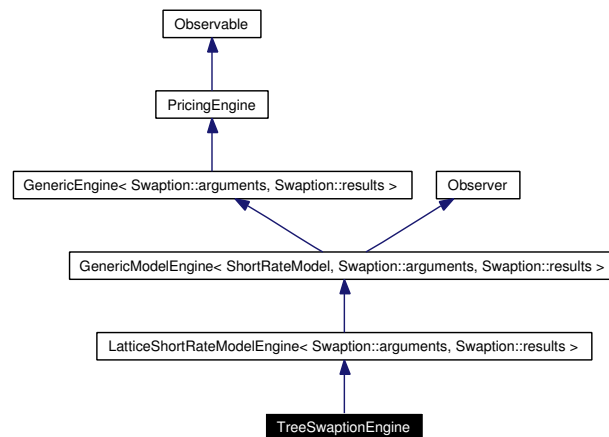 Observable
PricingEngine
GenericEngine< Swaption::arguments, Swaption::results >
Observer
GenericModelEngine< ShortRateModel, Swaption::arguments, Swaption::results >
LatticeShortRateModelEngine< Swaption::arguments, Swaption::results >
TreeSwaptionEngine